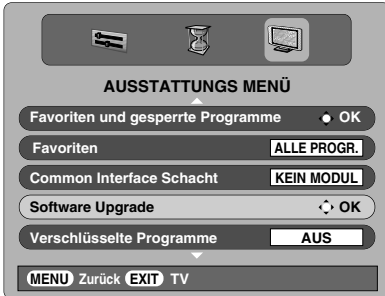 AUSSTATTUNGS MENÜ
Favoriten und gesperrte Programme OK
Favoriten ALLE PROGR.
Common Interface Schacht KEIN MODUL
Software Upgrade OK
Verschlüsselte Programme AUS
MENU Zurück EXIT TV